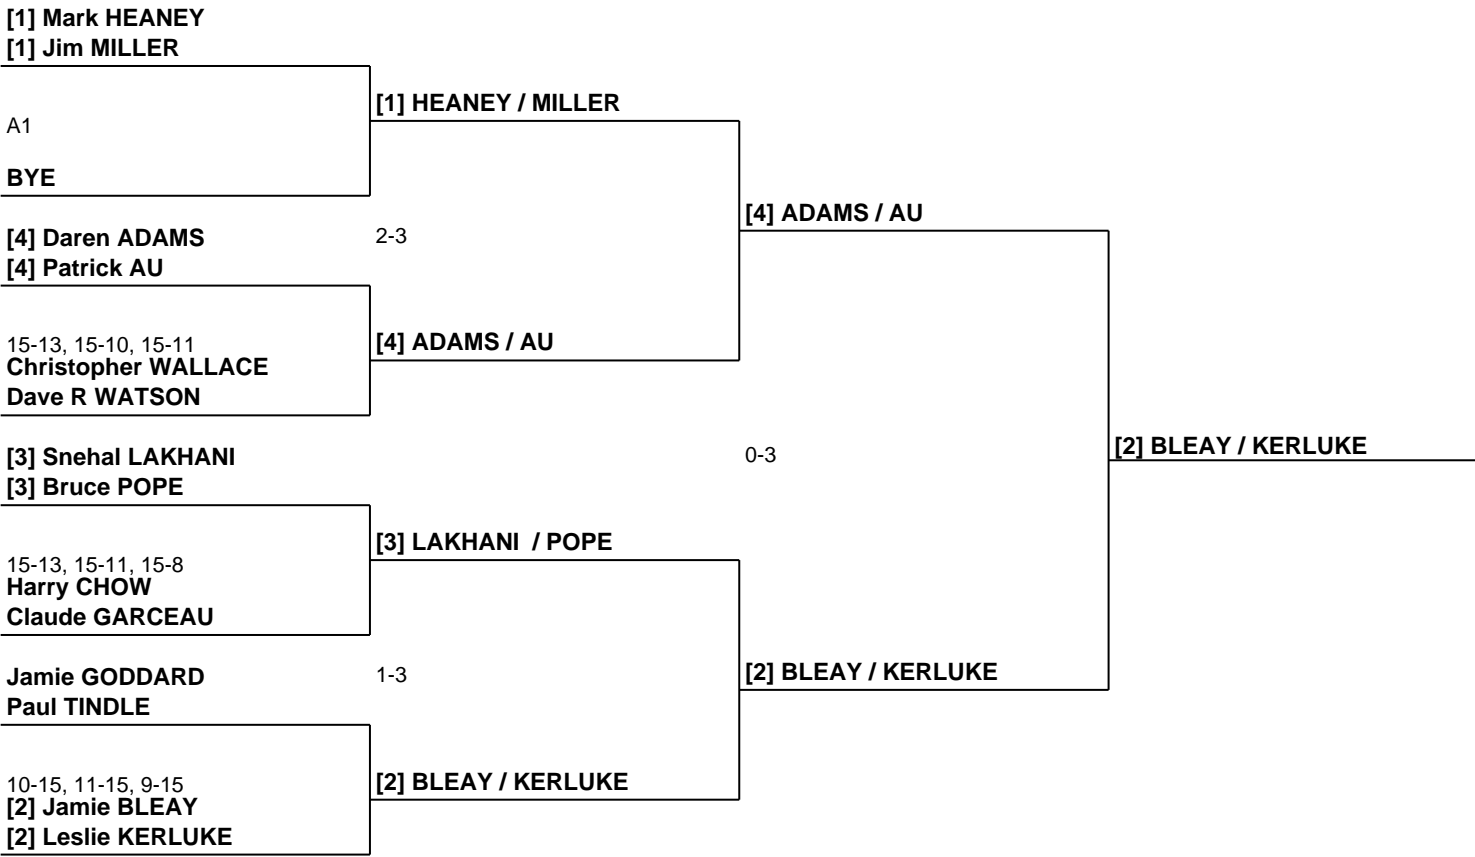 [1] Mark HEANEY
[1] Jim MILLER
[1] HEANEY / MILLER
A1
BYE
[4] ADAMS / AU
[4] Daren ADAMS
2-3
[4] Patrick AU
15-13, 15-10, 15-11
[4] ADAMS / AU
Christopher WALLACE
Dave R WATSON
[2] BLEAY / KERLUKE
[3] Snehal LAKHANI
0-3
[3] Bruce POPE
[3] LAKHANI  / POPE
15-13, 15-11, 15-8
Harry CHOW
Claude GARCEAU
Jamie GODDARD
1-3
[2] BLEAY / KERLUKE
Paul TINDLE
10-15, 11-15, 9-15
[2] BLEAY / KERLUKE
[2] Jamie BLEAY
[2] Leslie KERLUKE